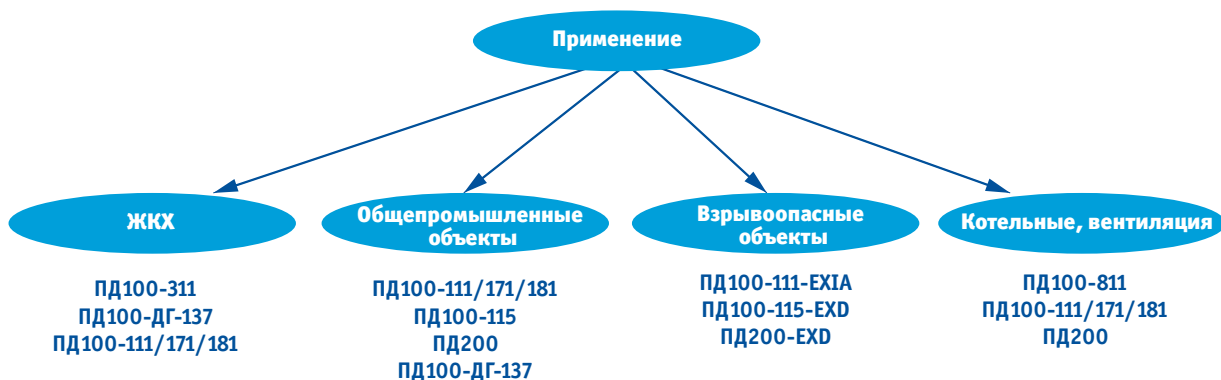 Применение
ЖКХ
ПД100-311
ПД100-ДГ-137
ПД100-111/171/181
Общепромышленные
объекты
ПД100-111/171/181
ПД100-115
ПД200
ПД100-ДГ-137
Взрывоопасные
объекты
ПД100-111-EXIA
ПД100-115-EXD
ПД200-EXD
Котельные, вентиляция
ПД100-811
ПД100-111/171/181
ПД200